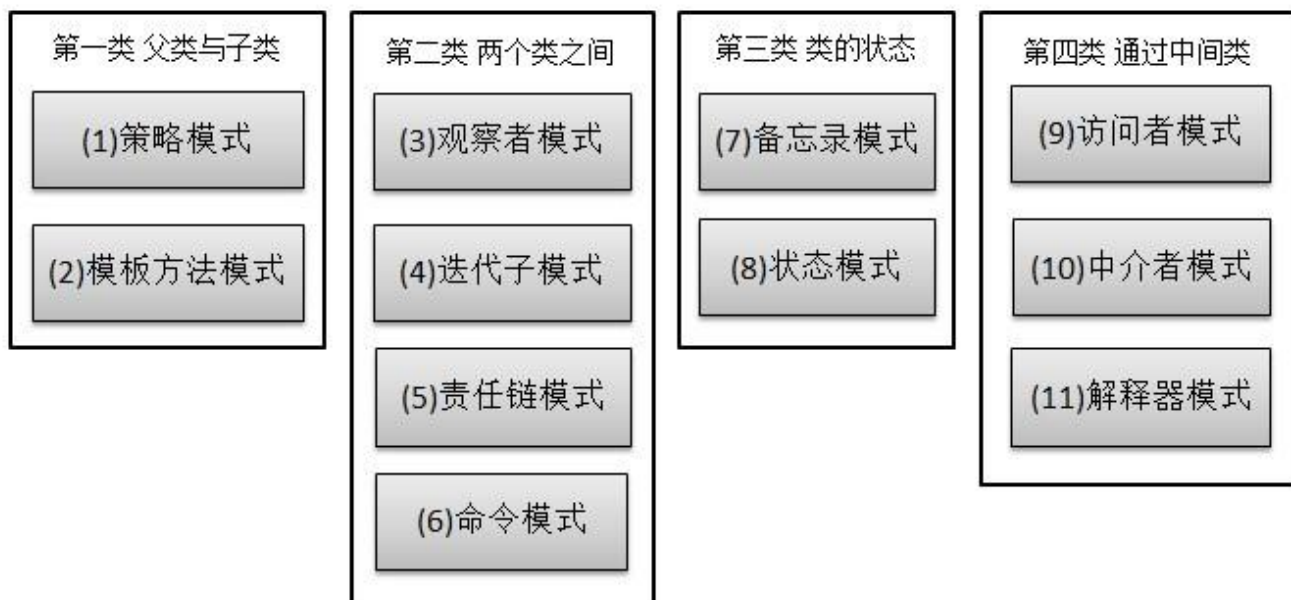 第一类 父类与子类
(1)策略模式
(2)模板方法模式
第二类 两个类之间
(3)观察者模式
(4)迭代子模式
(5)责任链模式
(6)命令模式
第三类 类的状态
(7)备忘录模式
(8)状态模式
第四类 通过中间类
(9)访问者模式
(10)中介者模式
(11)解释器模式